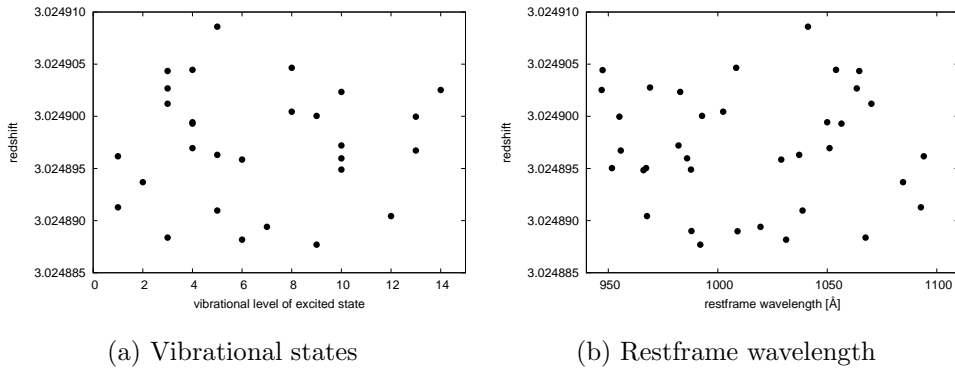 3.024910
3.024905
3.024900
3.024895
3.024890
3.024885
redshift
0 2 4 6 8 10 12 14
vibrational level of excited state
(a) Vibrational states
3.024910
3.024905
3.024900
3.024895
3.024890
3.024885
redshift
950 1000 1050 1100
restframe wavelength [Å]
(b) Restframe wavelength